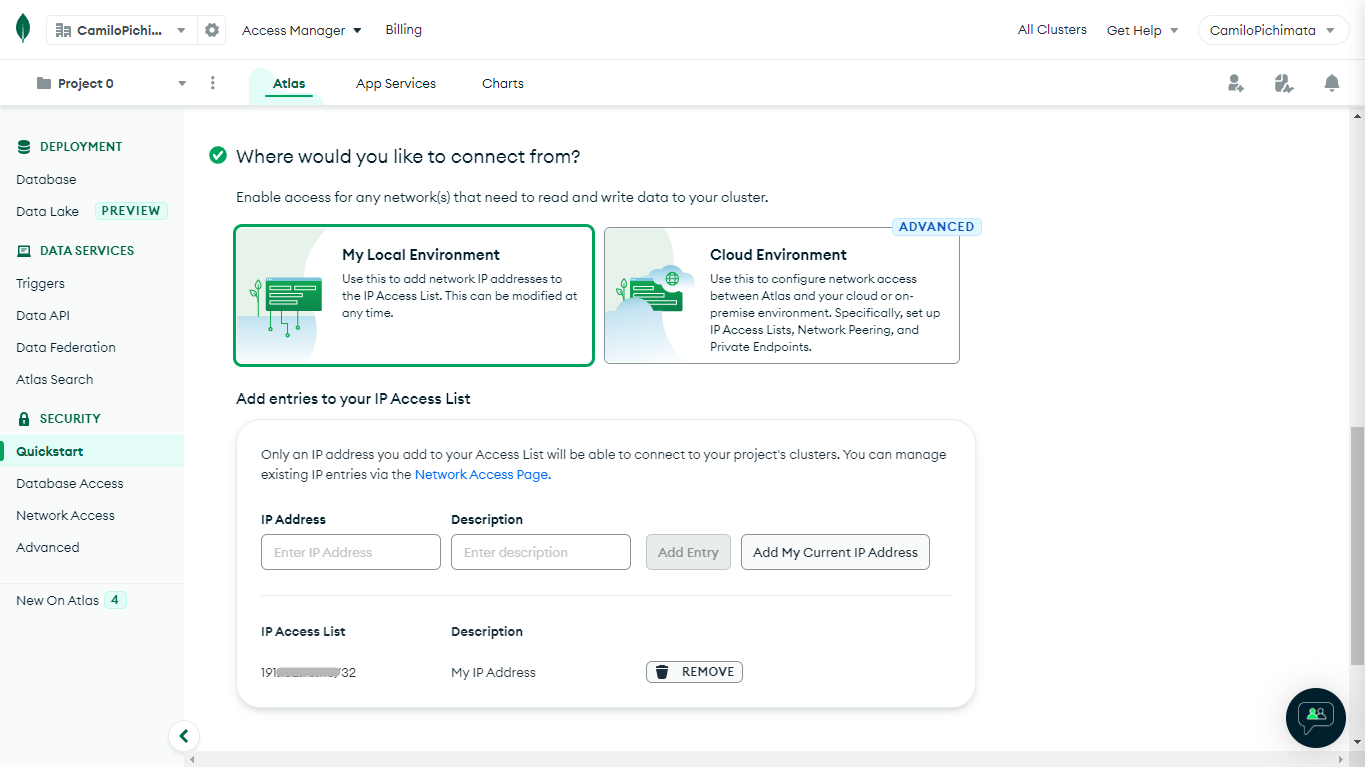 CamiloPichi... Access Manager Billing All Clusters Get Help CamiloPichimata
Project 0 Atlas App Services Charts
DEPLOYMENT
Database
Data Lake PREVIEW
DATA SERVICES
Triggers
Data API
Data Federation
Atlas Search
SECURITY
Quickstart
Database Access
Network Access
Advanced
New On Atlas 4
Where would you like to connect from?
Enable access for any network(s) that need to read and write data to your cluster.
My Local Environment
Use this to add network IP addresses to
the IP Access List. This can be modified at
any time.
ADVANCED
Cloud Environment
Use this to configure network access
between Atlas and your cloud or on-
premise environment. Specifically, set up
IP Access Lists, Network Peering, and
Private Endpoints.
Add entries to your IP Access List
Only an IP address you add to your Access List will be able to connect to your project's clusters. You can manage
existing IP entries via the Network Access Page.
IP Address Description
Enter IP Address Enter description Add Entry Add My Current IP Address
IP Access List Description
My IP Address REMOVE